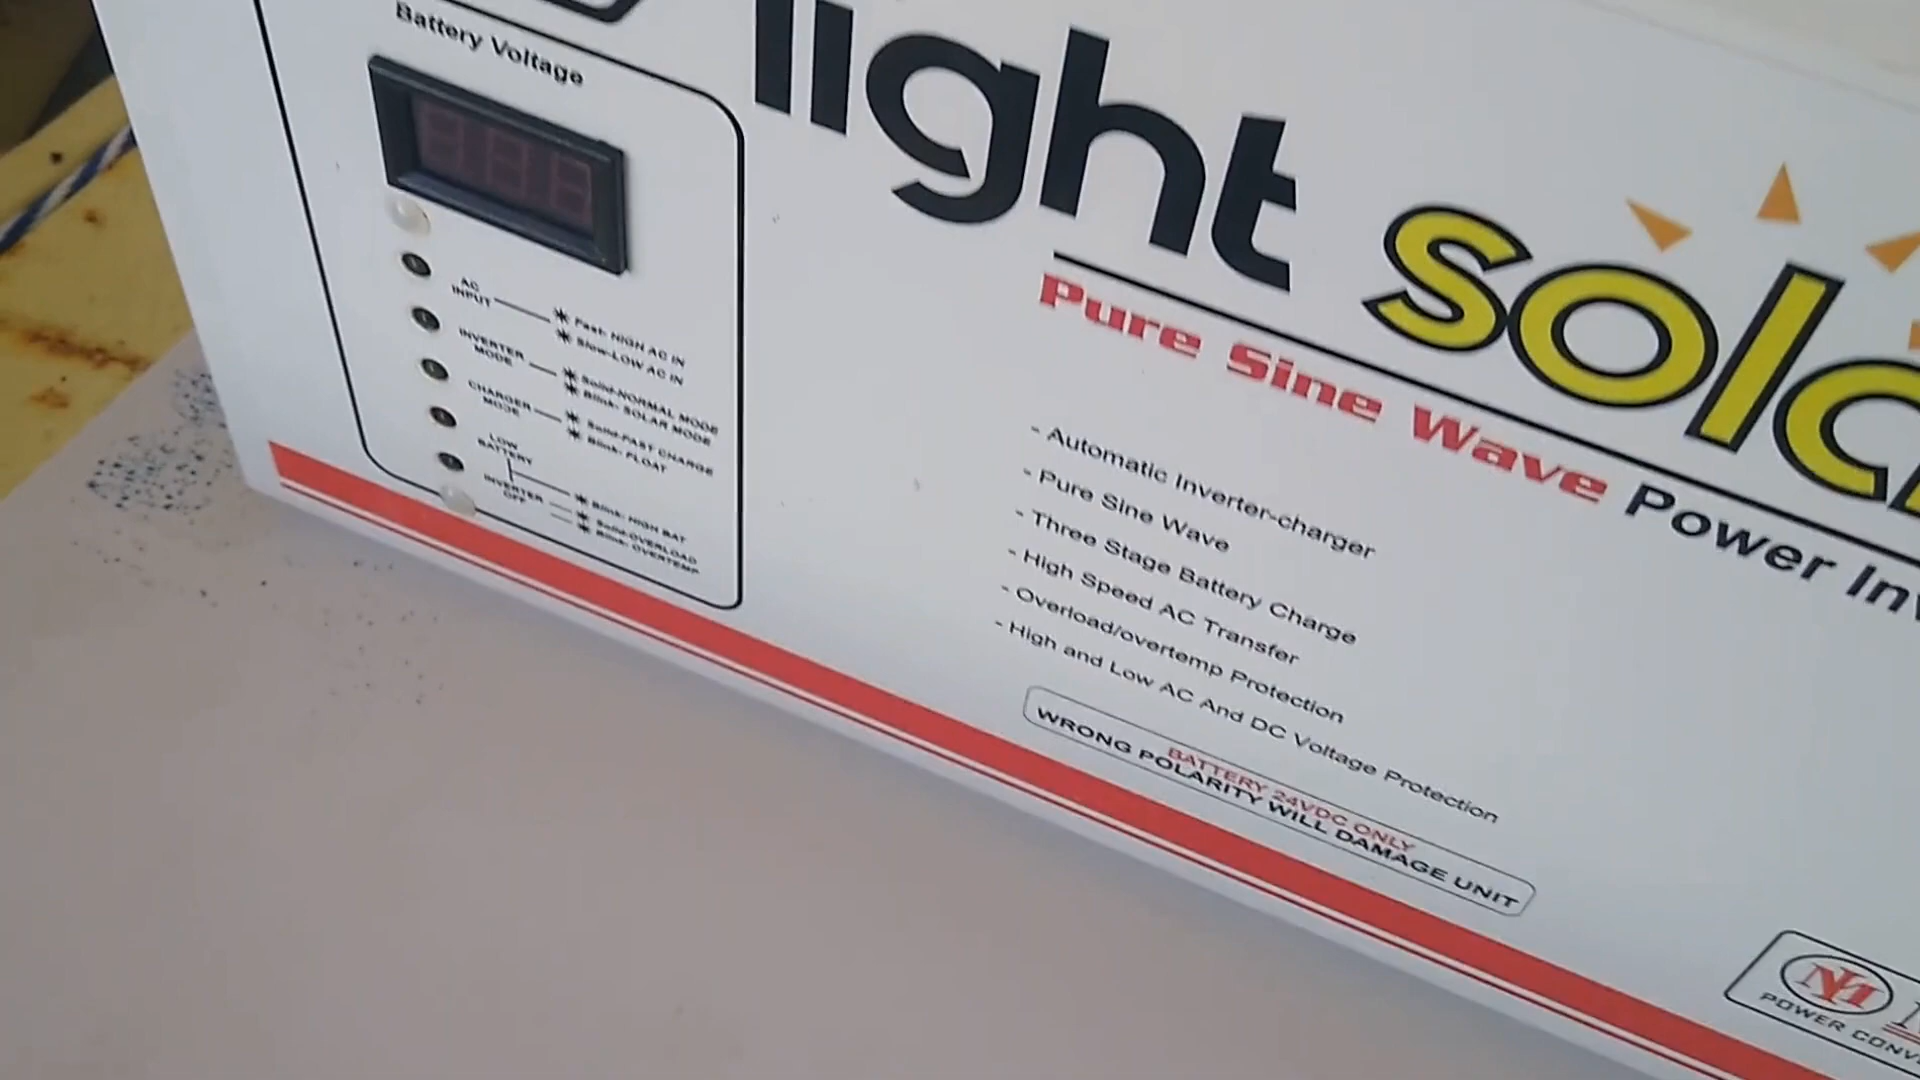 Battery Voltage
light
Pure Sine Wave Power
AC
INPUT
Fast- HIGH AC IN
Slow-LOW AC IN
INVERTER
MODE
Solid-NORMAL MODE
Blink- SOLAR MODE
CHARGER
MODE
Solid-FAST CHARGE
Blink- FLOAT
LOW
BATTERY
Blink- HIGH BAT
INVERTER
OFF
Solid-OVERLOAD
Blink- OVERTEMP
- Automatic Inverter-charger
- Pure Sine Wave
- Three Stage Battery Charge
- High Speed AC Transfer
- Overload/overtemp Protection
- High and Low AC And DC Voltage Protection
BATTERY 24VDC ONLY
WRONG POLARITY WILL DAMAGE UNIT
POWER